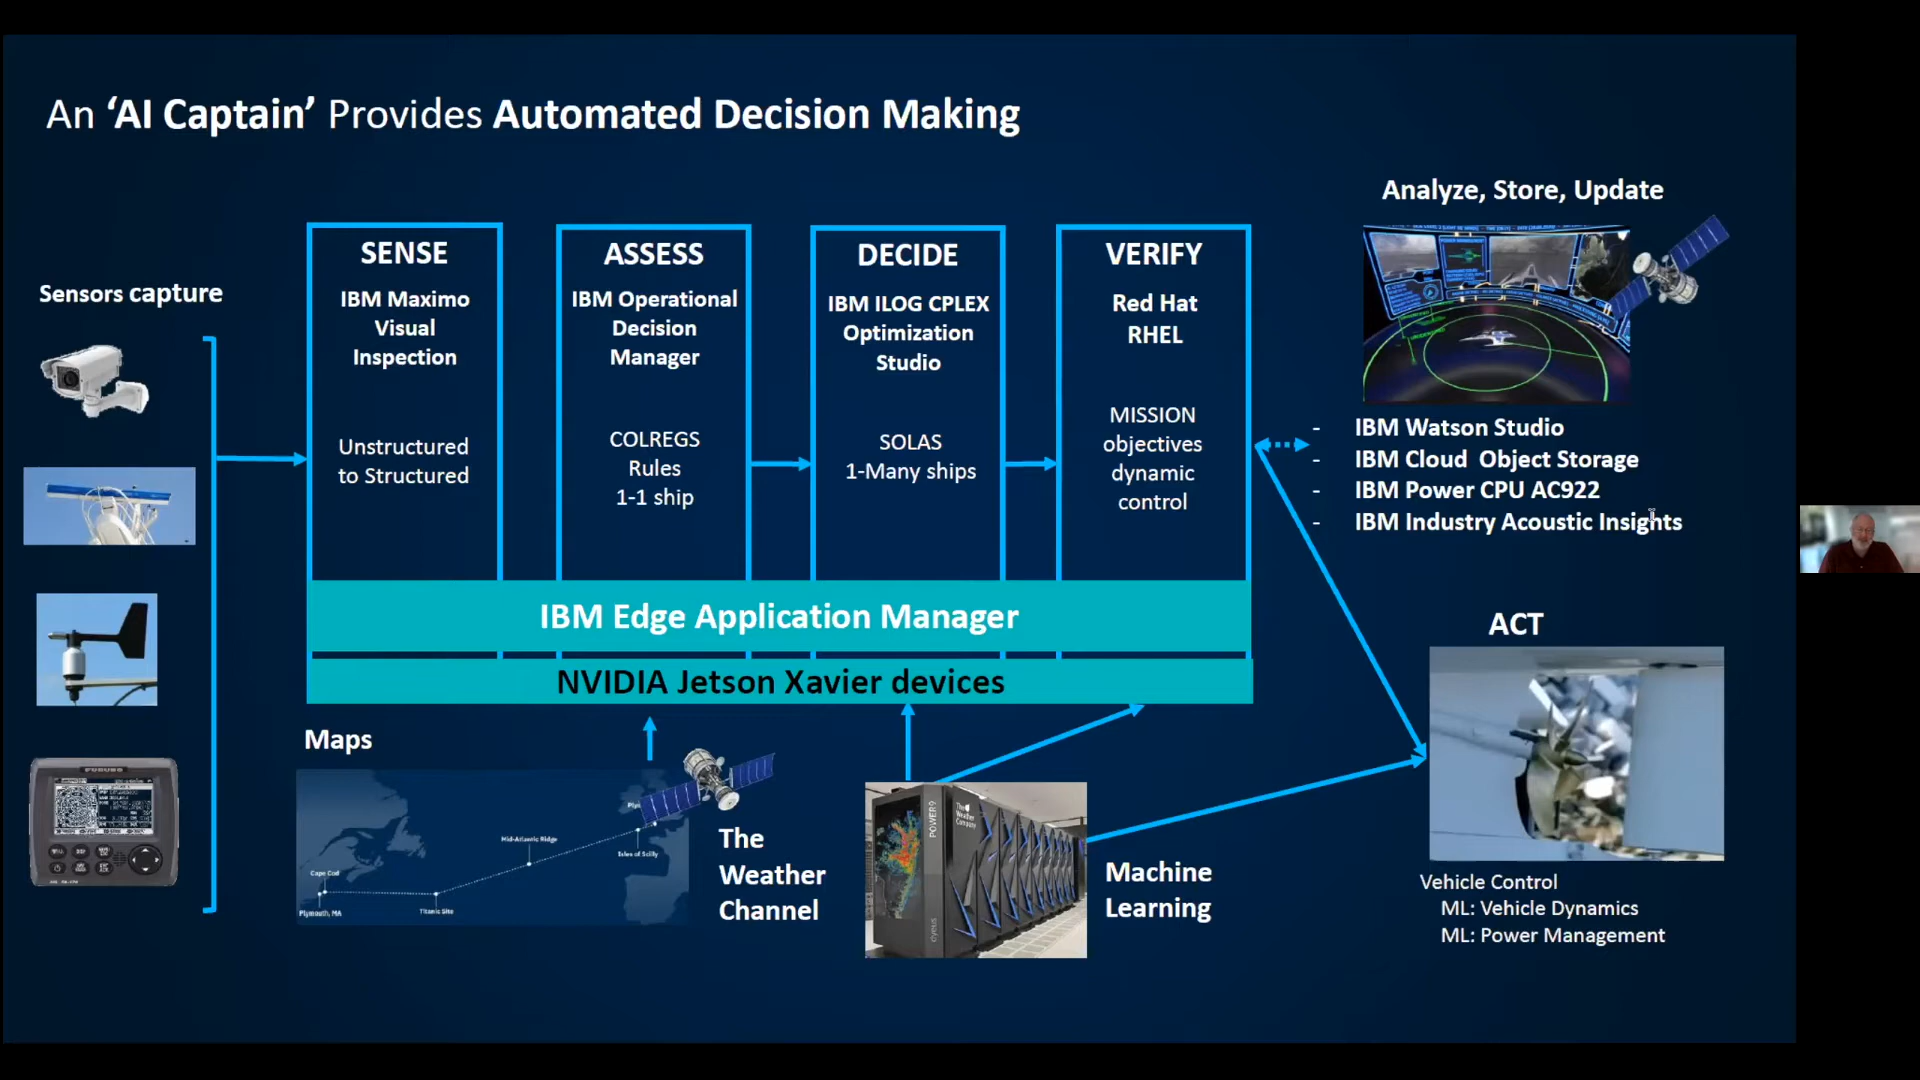 An ‘AI Captain’ Provides Automated Decision Making
Sensors capture
SENSE
IBM Maximo
Visual
Inspection
Unstructured
to Structured
ASSESS
IBM Operational
Decision
Manager
COLREGS
Rules
1-1 ship
DECIDE
IBM ILOG CPLEX
Optimization
Studio
SOLAS
1-Many ships
VERIFY
Red Hat
RHEL
MISSION
objectives
dynamic
control
IBM Edge Application Manager
NVIDIA Jetson Xavier devices
Analyze, Store, Update
- IBM Watson Studio
- IBM Cloud Object Storage
- IBM Power CPU AC922
- IBM Industry Acoustic Insights
ACT
Vehicle Control
ML: Vehicle Dynamics
ML: Power Management
Maps
Mid-Atlantic Ridge
Isles of Scilly
Cape Cod
Plymouth, MA
Titanic Site
The
Weather
Channel
POWER9
The
Weather
Company
Machine
Learning
FURUNO